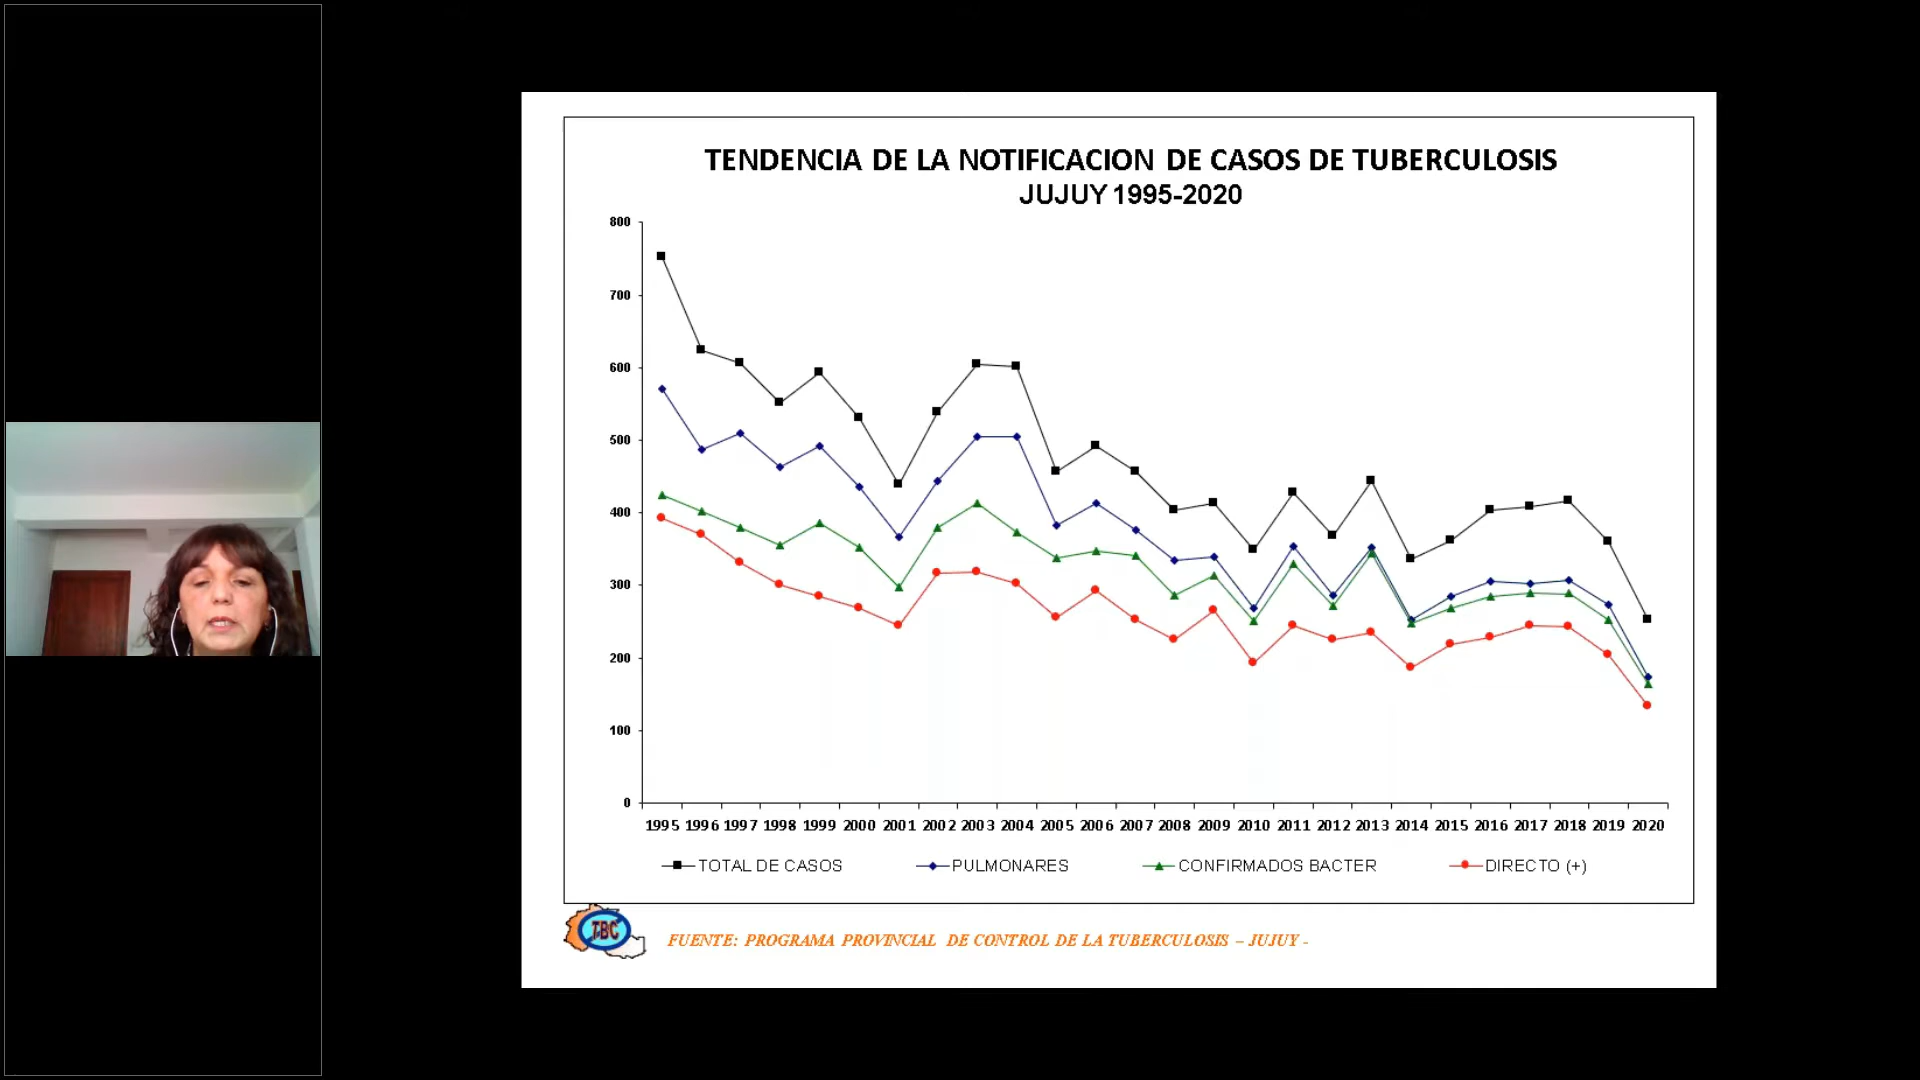 TENDENCIA DE LA NOTIFICACION DE CASOS DE TUBERCULOSIS
JUJUY 1995-2020
800
700
600
500
400
300
200
100
0
1995 1996 1997 1998 1999 2000 2001 2002 2003 2004 2005 2006 2007 2008 2009 2010 2011 2012 2013 2014 2015 2016 2017 2018 2019 2020
TOTAL DE CASOS PULMONARES CONFIRMADOS BACTER DIRECTO (+)
TBC
FUENTE: PROGRAMA PROVINCIAL DE CONTROL DE LA TUBERCULOSIS – JUJUY -